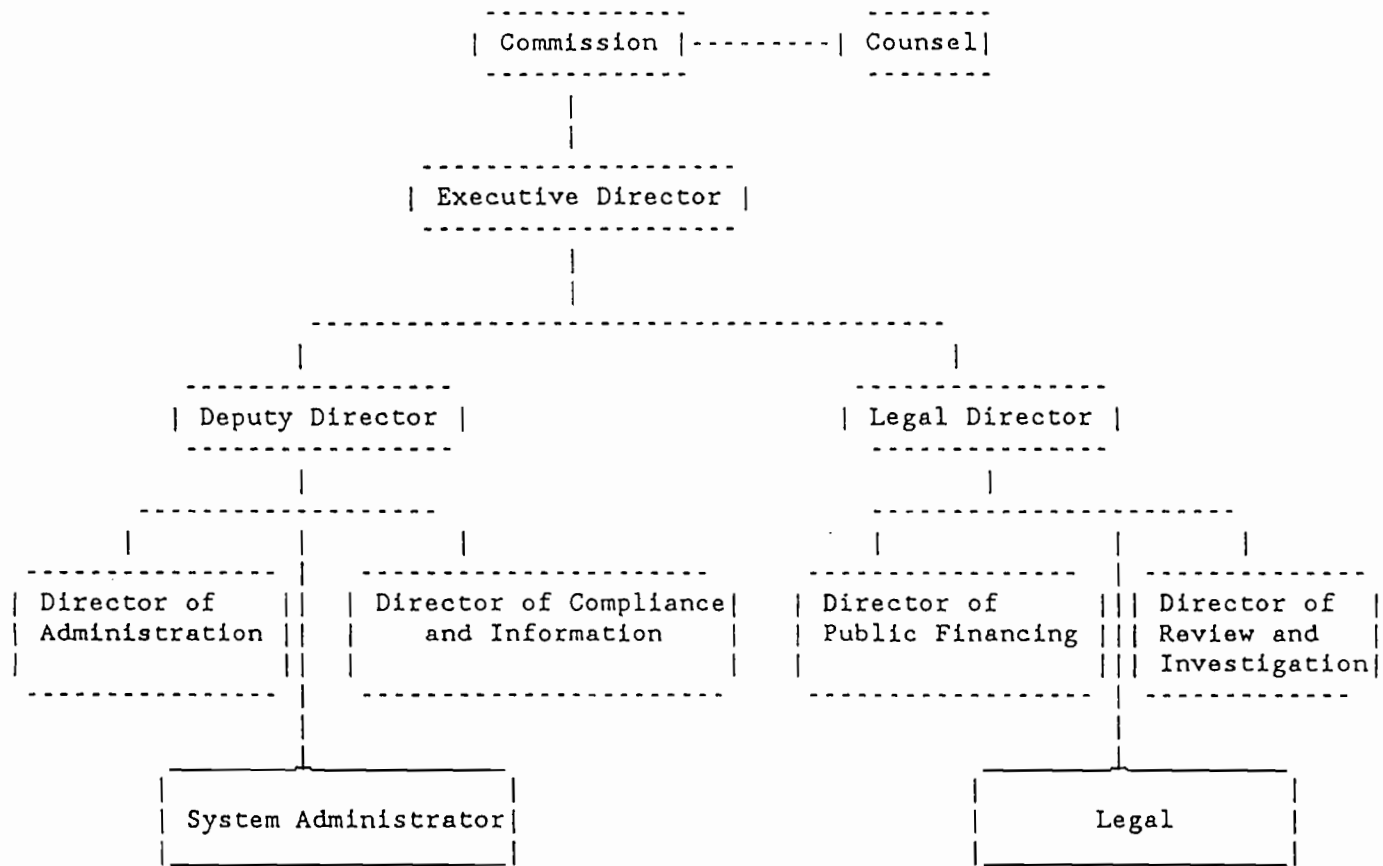 Commission Counsel
Executive Director
Deputy Director Legal Director
Director of Director of Compliance Director of Director of
Administration and Information Public Financing Review and
Investigation
System Administrator Legal